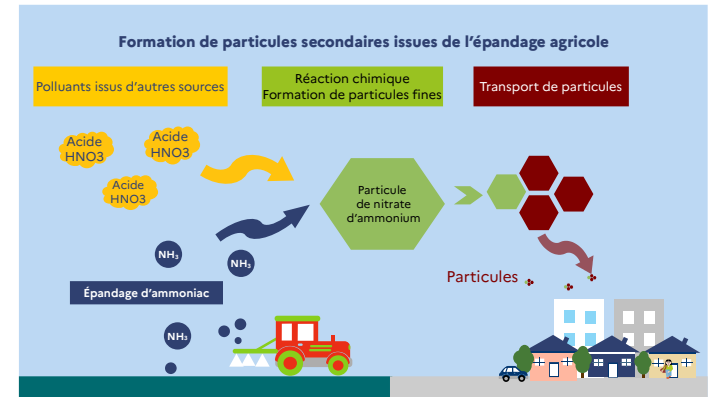 Formation de particules secondaires issues de l'épandage agricole
Polluants issus d'autres sources
Réaction chimique
Formation de particules fines
Transport de particules
Acide
HNO3
Acide
HNO3
Acide
HNO3
Particule
de nitrate
d'ammonium
NH₃
NH₃
Particules
Épandage d'ammoniac
NH₃